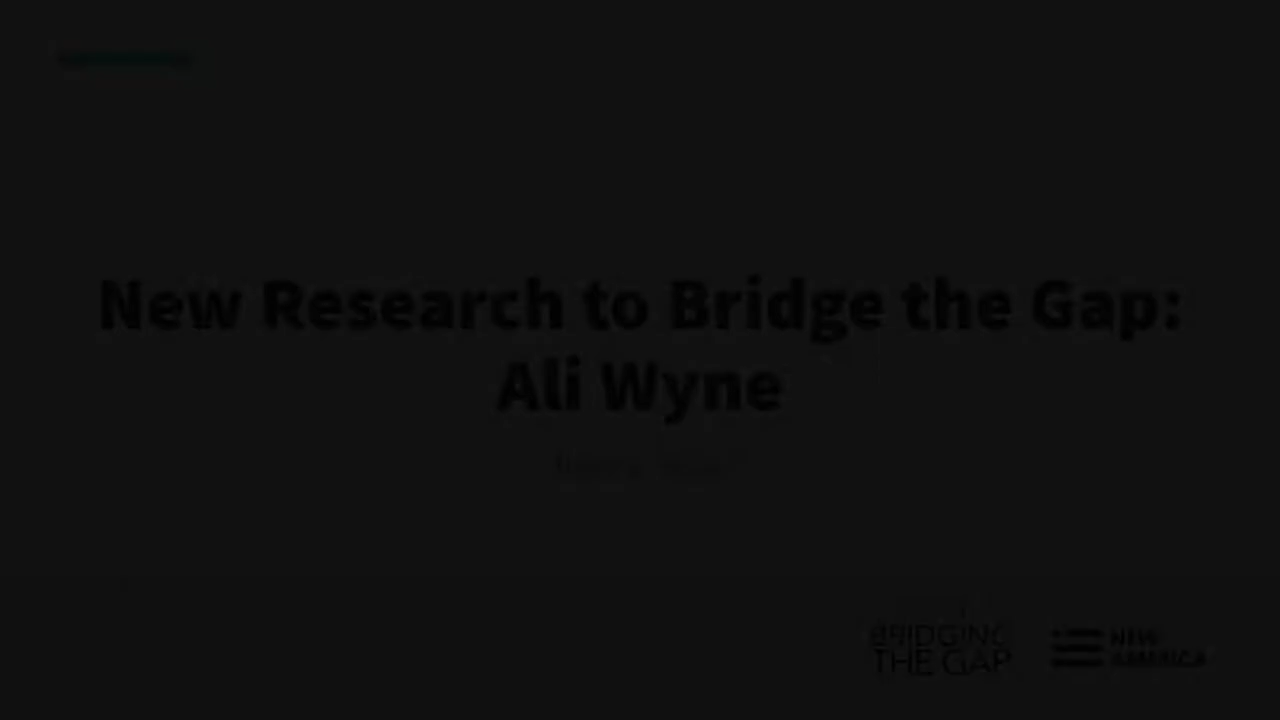 New Research to Bridge the Gap:
Ali Wyne
BRIDGING
THE GAP
NEW
AMERICA